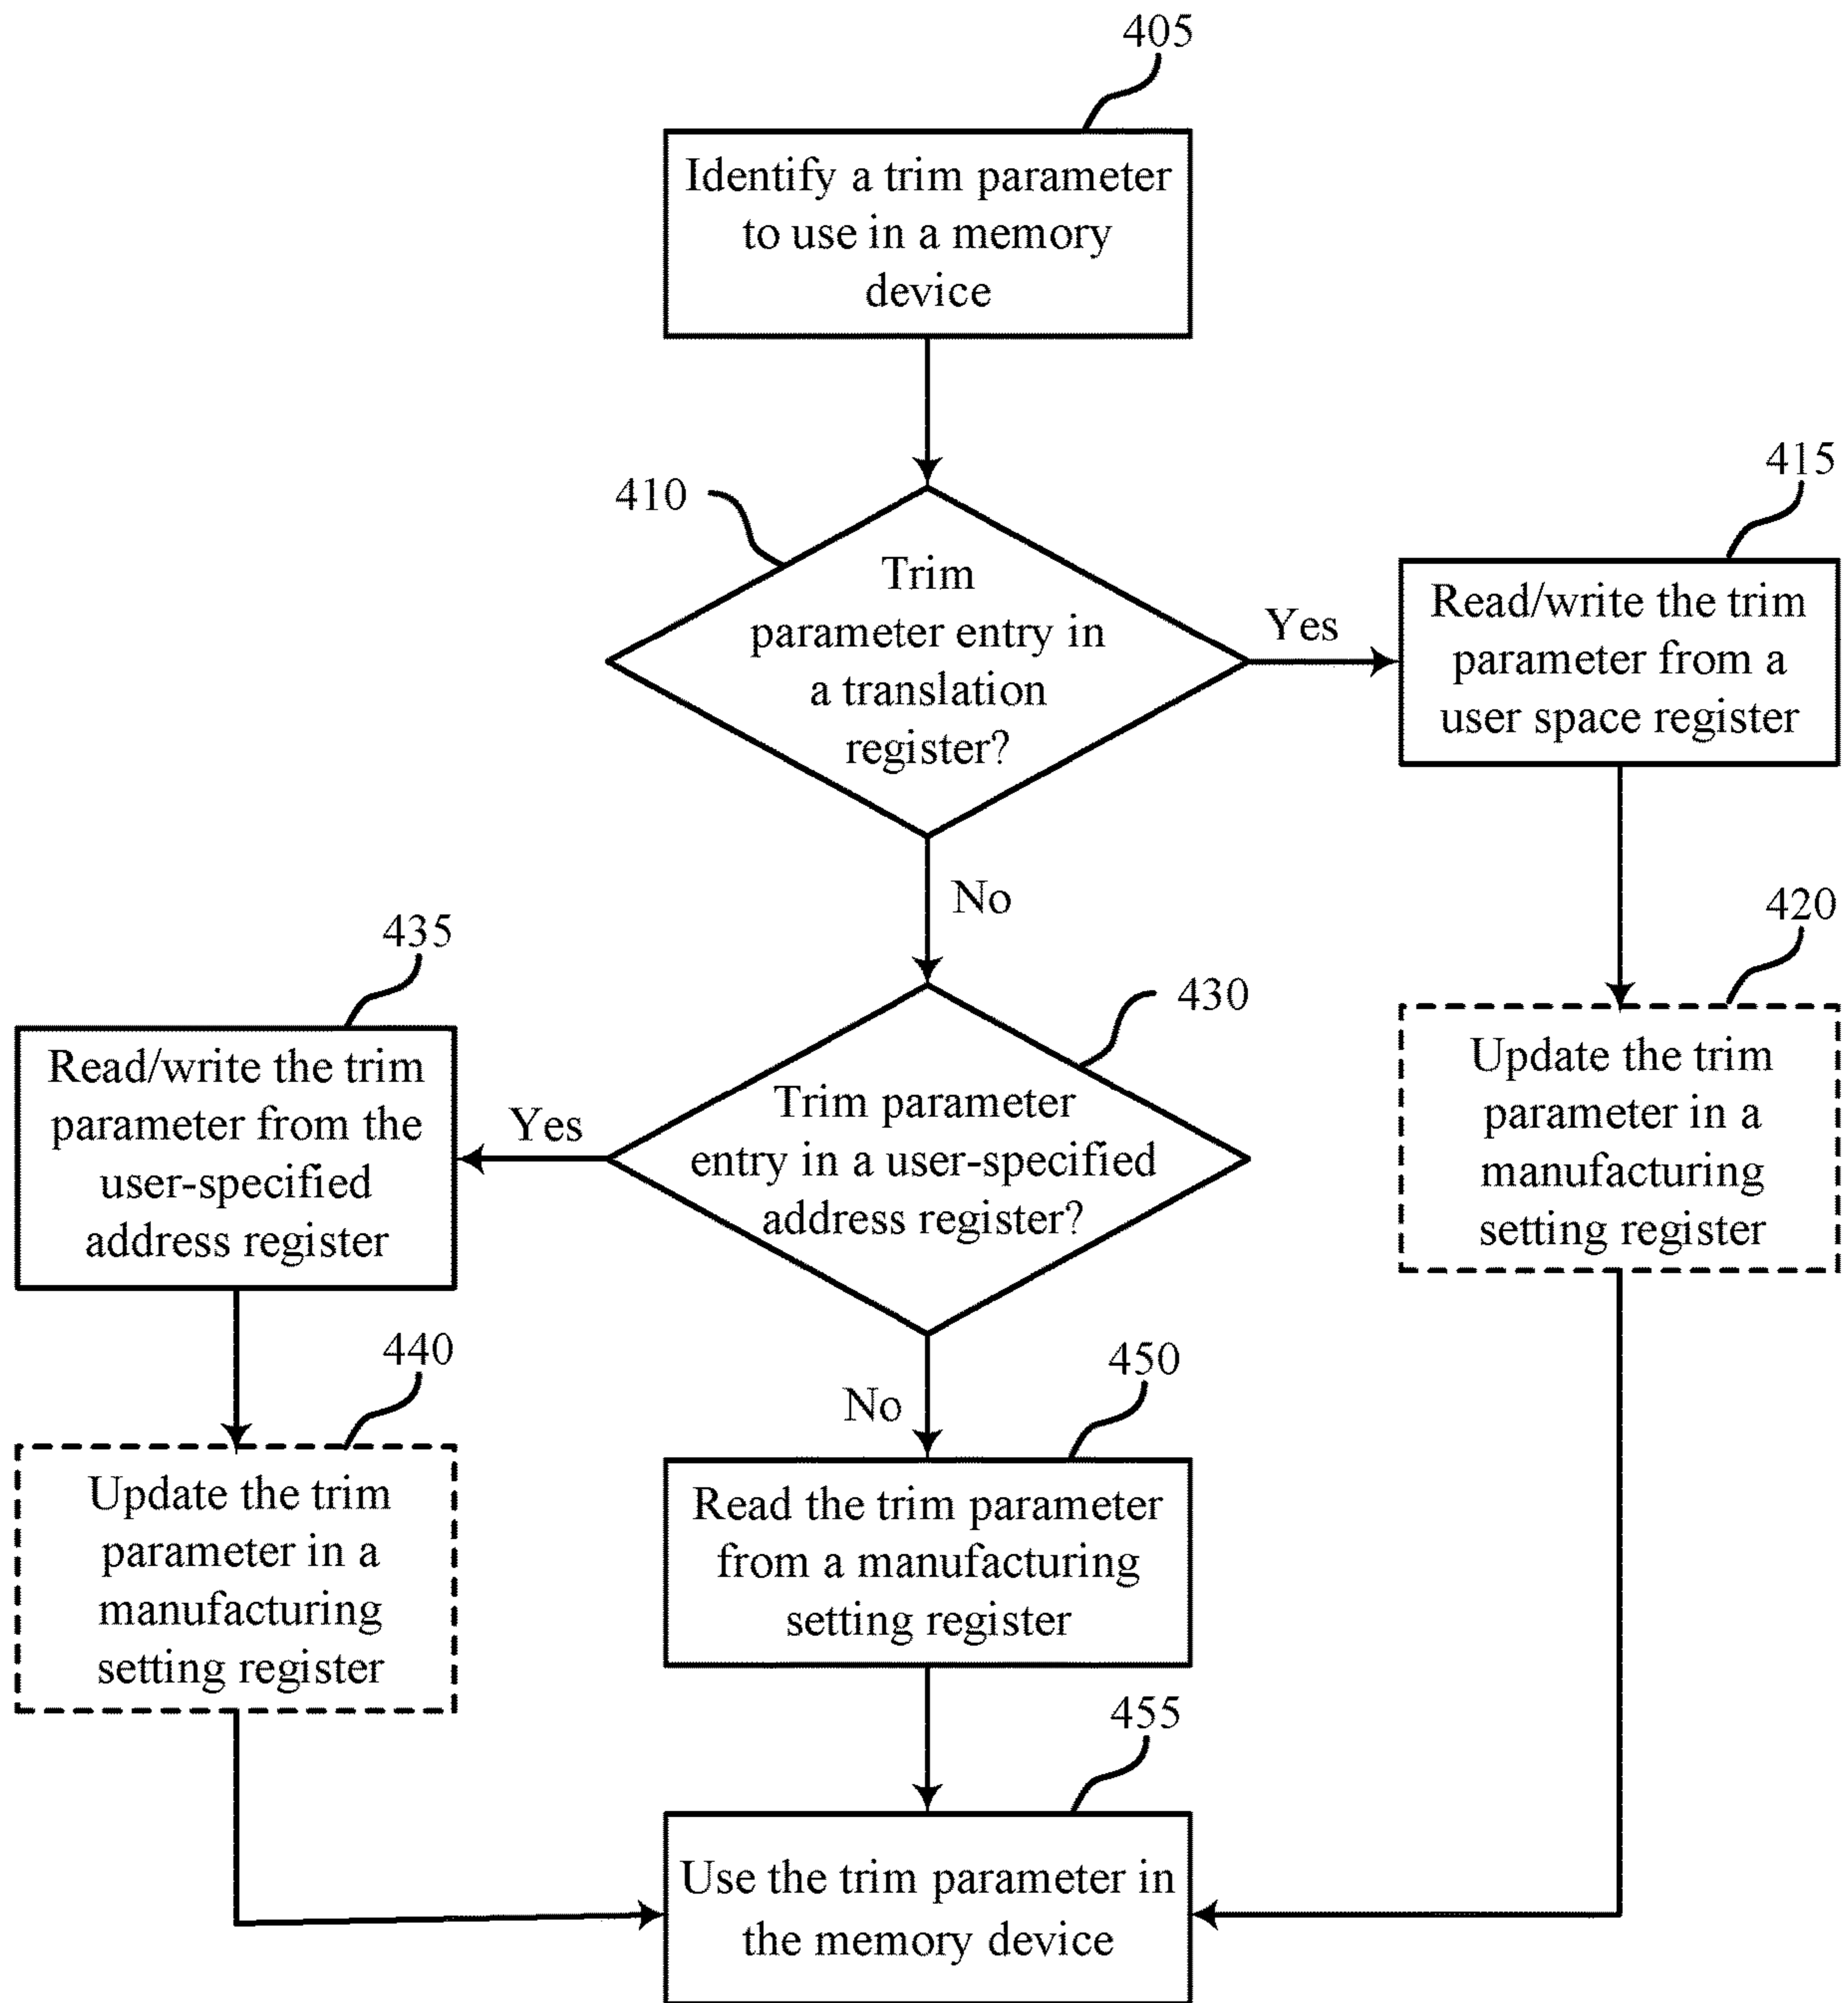 405
Identify a trim parameter
to use in a memory
device
410
Trim
parameter entry in
a translation
register?
Yes
415
Read/write the trim
parameter from a
user space register
No
420
Update the trim
parameter in a
manufacturing
setting register
430
Trim parameter
entry in a user-specified
address register?
Yes
435
Read/write the trim
parameter from the
user-specified
address register
440
Update the trim
parameter in a
manufacturing
setting register
No
450
Read the trim parameter
from a manufacturing
setting register
455
Use the trim parameter in
the memory device